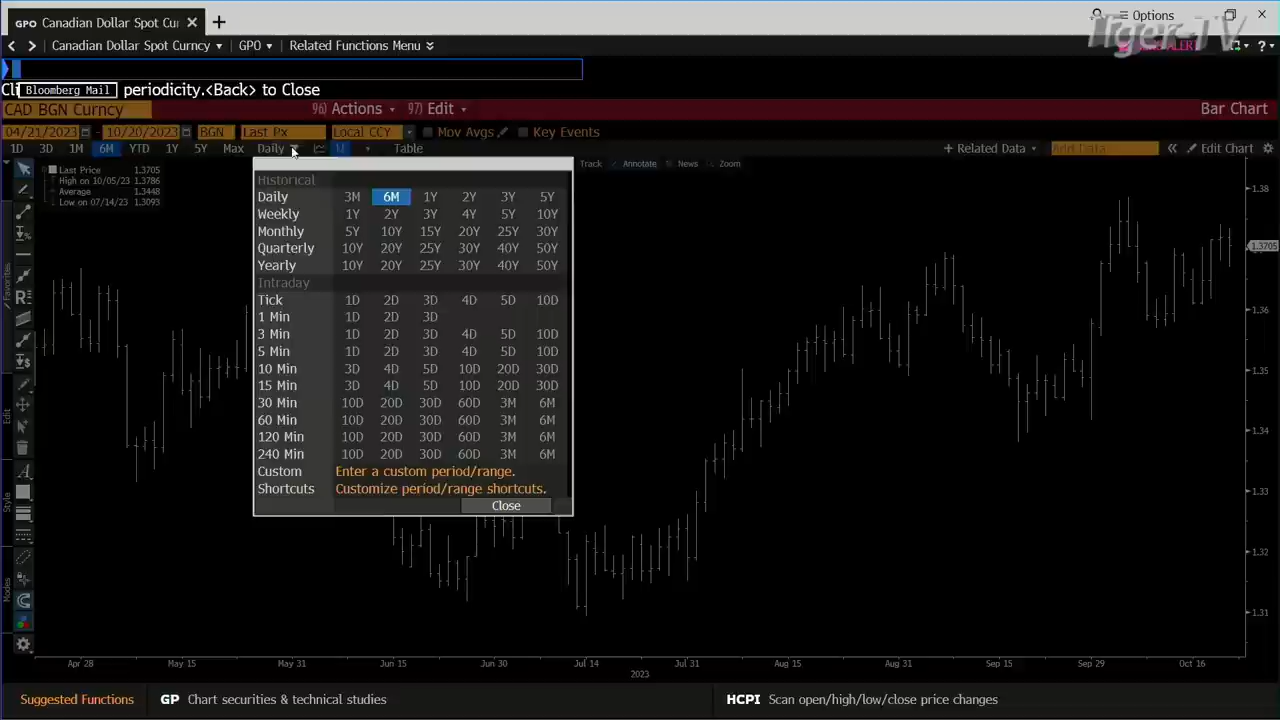 GPO Canadian Dollar Spot Cur
Options
Canadian Dollar Spot Curncy GPO Related Functions Menu
Tiger-TV
Bloomberg Mail periodicity.<Back> to Close
CAD BGN Curncy 96) Actions 97) Edit Bar Chart
04/21/2023 - 10/20/2023 BGN Last Px Local CCY Mov Avgs Key Events
1D 3D 1M 6M YTD 1Y 5Y Max Daily Table + Related Data Add Data Edit Chart
Track Annotate News Zoom
Last Price 1.3705
High on 10/05/23 1.3786
Average 1.3448
Low on 07/14/23 1.3093
Historical
Daily 3M 6M 1Y 2Y 3Y 5Y
Weekly 1Y 2Y 3Y 4Y 5Y 10Y
Monthly 5Y 10Y 15Y 20Y 25Y 30Y
Quarterly 10Y 20Y 25Y 30Y 40Y 50Y
Yearly 10Y 20Y 25Y 30Y 40Y 50Y
Intraday
Tick 1D 2D 3D 4D 5D 10D
1 Min 1D 2D 3D
3 Min 1D 2D 3D 4D 5D 10D
5 Min 1D 2D 3D 4D 5D 10D
10 Min 3D 4D 5D 10D 20D 30D
15 Min 3D 4D 5D 10D 20D 30D
30 Min 10D 20D 30D 60D 3M 6M
60 Min 10D 20D 30D 60D 3M 6M
120 Min 10D 20D 30D 60D 3M 6M
240 Min 10D 20D 30D 60D 3M 6M
Custom Enter a custom period/range.
Shortcuts Customize period/range shortcuts.
Close
Favorites
Edit
Style
Modes
1.38
1.3705
1.36
1.35
1.34
1.33
1.32
1.31
Apr 28 May 15 May 31 Jun 15 Jun 30 Jul 14 Jul 31 Aug 15 Aug 31 Sep 15 Sep 29 Oct 16
2023
Suggested Functions GP Chart securities & technical studies HCPI Scan open/high/low/close price changes